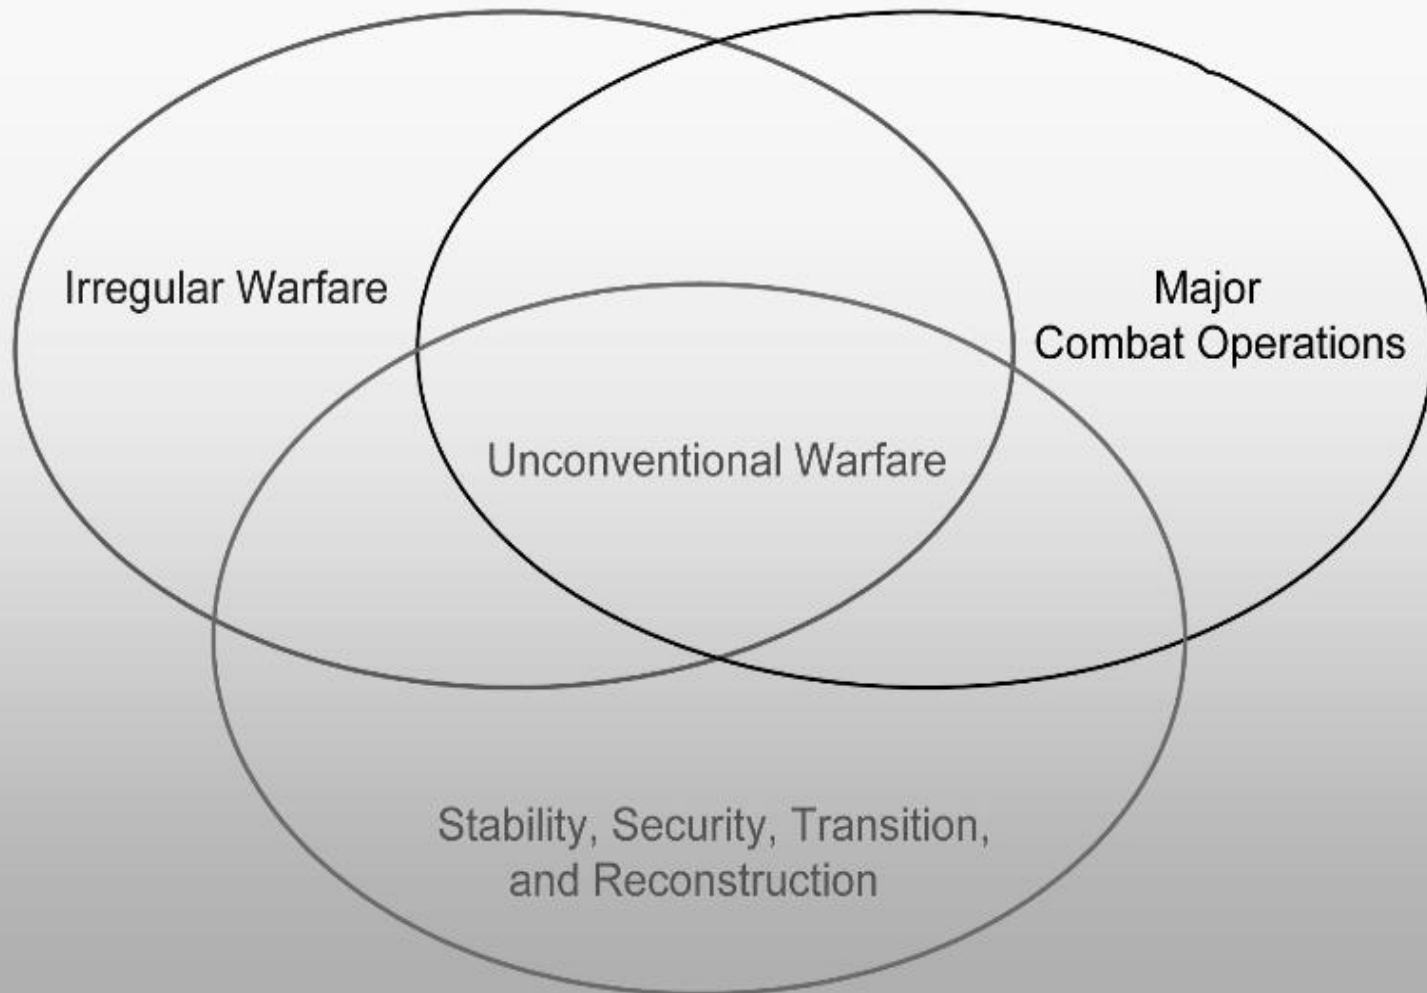 Irregular Warfare
Major
Combat Operations
Unconventional Warfare
Stability, Security, Transition,
and Reconstruction